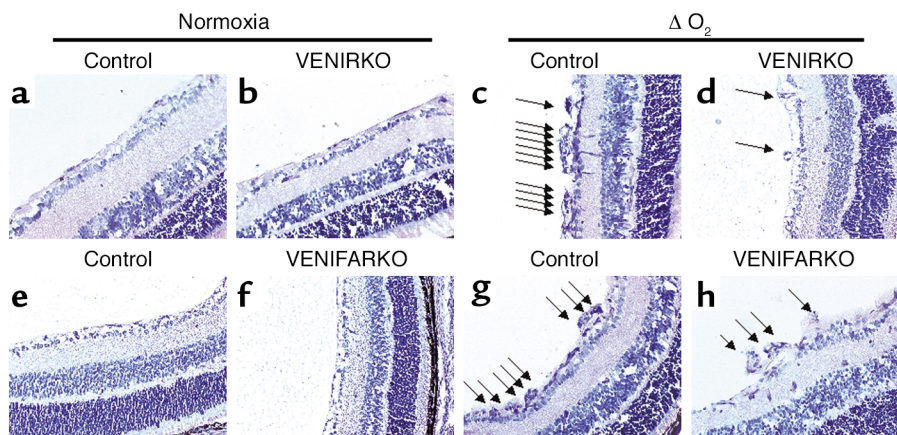 Normoxia Δ O₂
Control VENIRKO Control VENIRKO
a b c d
Control VENIFARKO Control VENIFARKO
e f g h